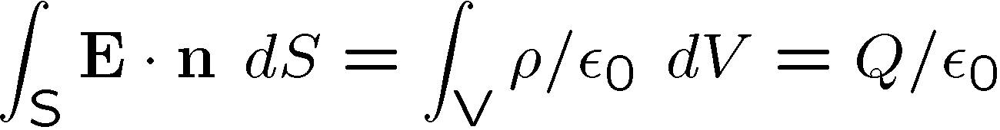 ∫_S 𝐄 · 𝐧 dS = ∫_V ρ/ϵ₀ dV = Q/ϵ₀